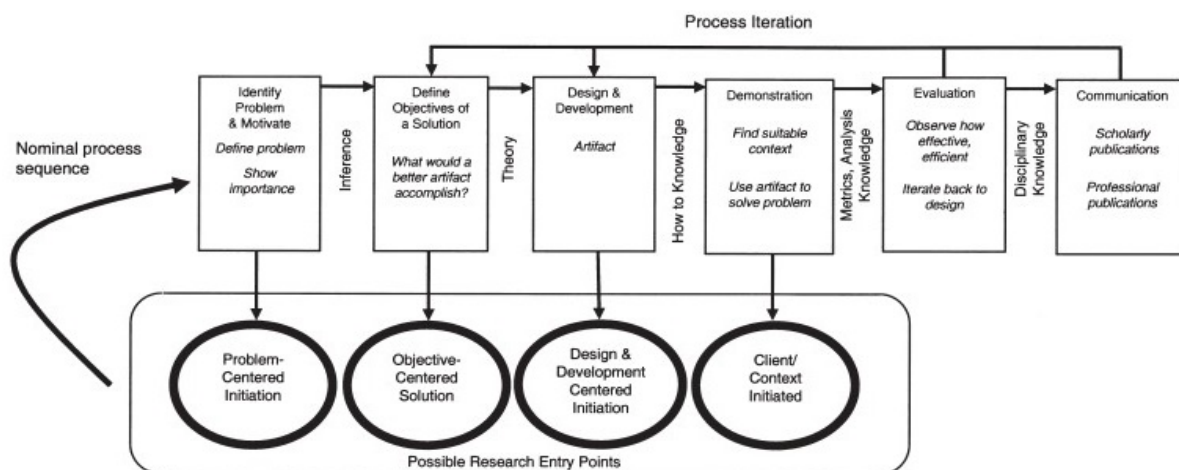 Process Iteration
Nominal process
sequence
Identify
Problem
& Motivate
Define problem
Show
importance
Inference
Define
Objectives of
a Solution
What would a
better artifact
accomplish?
Theory
Design &
Development
Artifact
How to Knowledge
Demonstration
Find suitable
context
Use artifact to
solve problem
Metrics, Analysis
Knowledge
Evaluation
Observe how
effective,
efficient
Iterate back to
design
Disciplinary
Knowledge
Communication
Scholarly
publications
Professional
publications
Problem-
Centered
Initiation
Objective-
Centered
Solution
Design &
Development
Centered
Initiation
Client/
Context
Initiated
Possible Research Entry Points